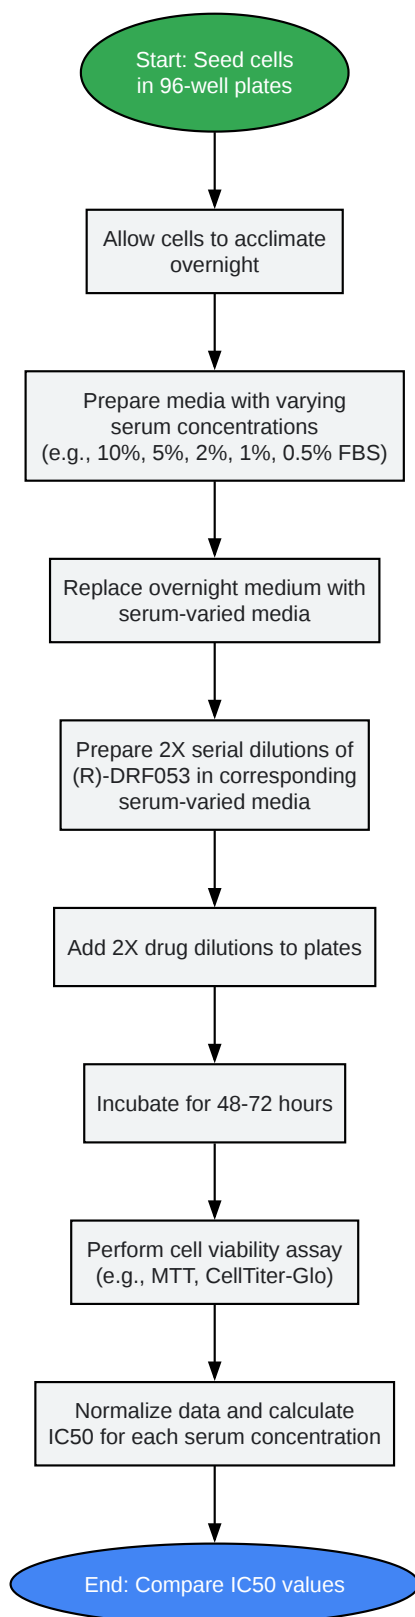 Start: Seed cells
in 96-well plates
Allow cells to acclimate
overnight
Prepare media with varying
serum concentrations
(e.g., 10%, 5%, 2%, 1%, 0.5% FBS)
Replace overnight medium with
serum-varied media
Prepare 2X serial dilutions of
(R)-DRF053 in corresponding
serum-varied media
Add 2X drug dilutions to plates
Incubate for 48-72 hours
Perform cell viability assay
(e.g., MTT, CellTiter-Glo)
Normalize data and calculate
IC50 for each serum concentration
End: Compare IC50 values